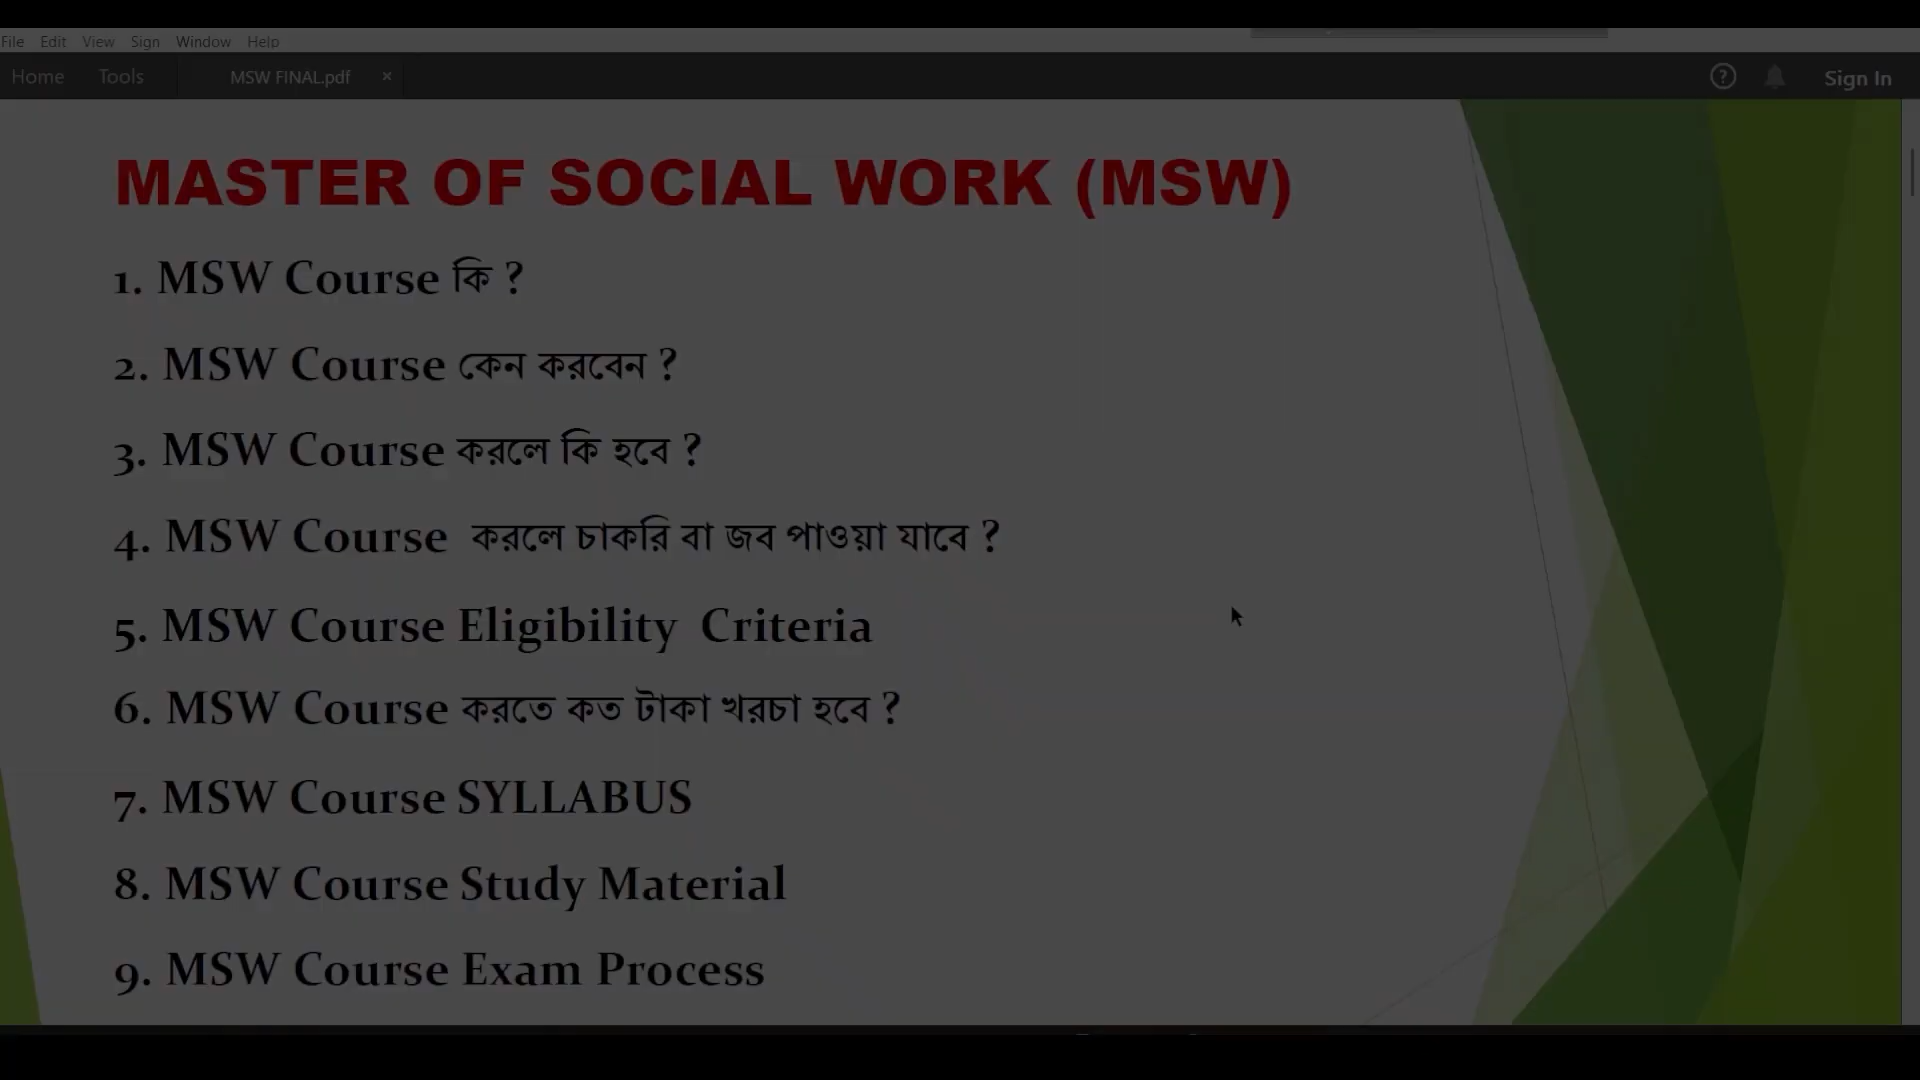 File Edit View Sign Window Help
Home Tools MSW FINAL.pdf × ? Sign In
MASTER OF SOCIAL WORK (MSW)
1. MSW Course কি ?
2. MSW Course কেন করবেন ?
3. MSW Course করলে কি হবে ?
4. MSW Course করলে চাকরি বা জব পাওয়া যাবে ?
5. MSW Course Eligibility Criteria
6. MSW Course করতে কত টাকা খরচা হবে ?
7. MSW Course SYLLABUS
8. MSW Course Study Material
9. MSW Course Exam Process